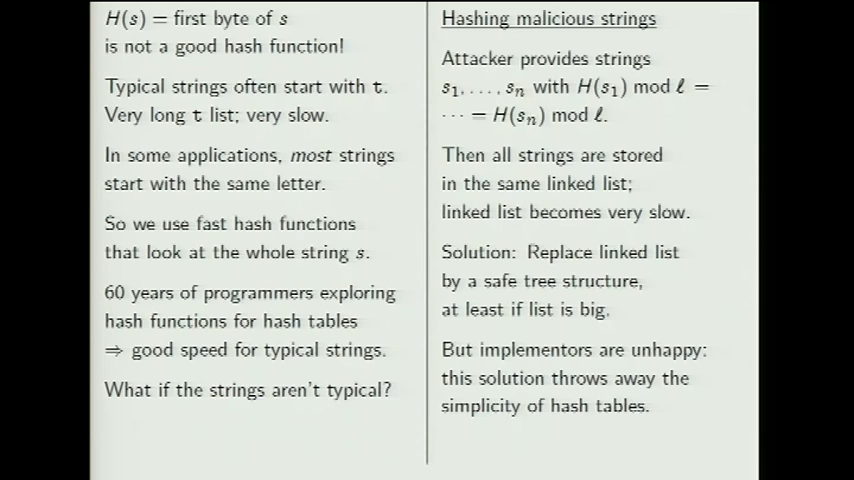 H(s) = first byte of s
is not a good hash function!
Typical strings often start with t.
Very long t list; very slow.
In some applications, most strings
start with the same letter.
So we use fast hash functions
that look at the whole string s.
60 years of programmers exploring
hash functions for hash tables
⇒ good speed for typical strings.
What if the strings aren't typical?
Hashing malicious strings
Attacker provides strings
s₁, . . . , sₙ with H(s₁) mod ℓ =
· · · = H(sₙ) mod ℓ.
Then all strings are stored
in the same linked list;
linked list becomes very slow.
Solution: Replace linked list
by a safe tree structure,
at least if list is big.
But implementors are unhappy:
this solution throws away the
simplicity of hash tables.